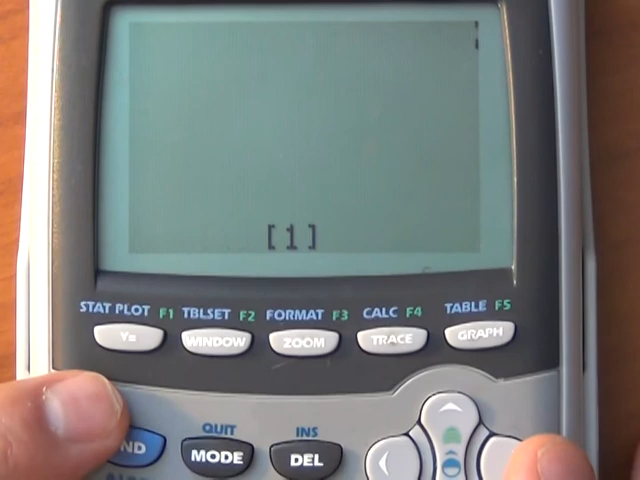 [1]
STAT PLOT F1 TBLSET F2 FORMAT F3 CALC F4 TABLE F5
Y= WINDOW ZOOM TRACE GRAPH
QUIT INS
ND MODE DEL